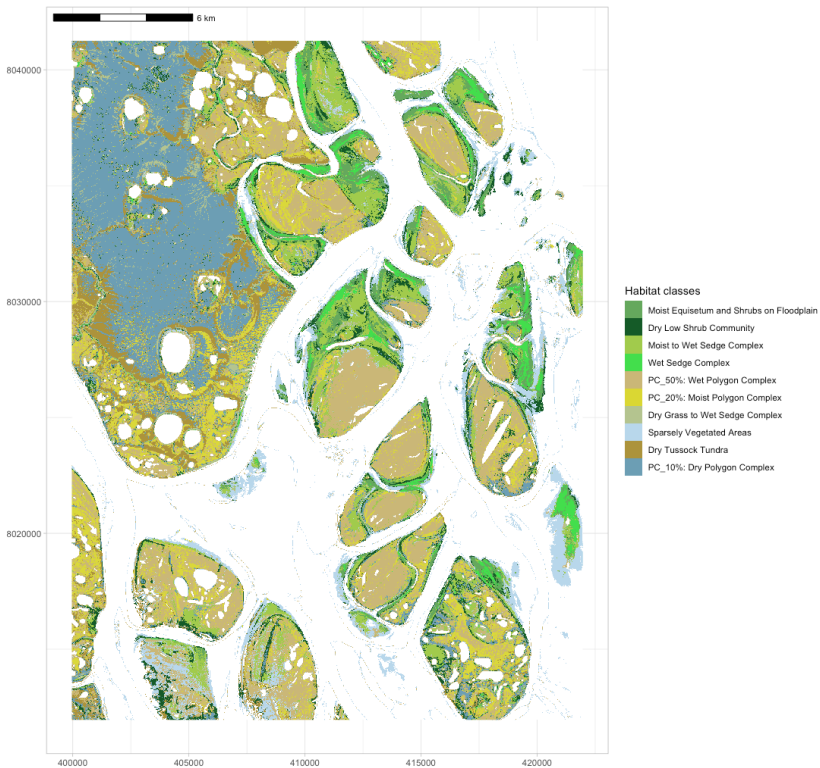 6 km
8040000
8030000
8020000
400000 405000 410000 415000 420000
Habitat classes
Moist Equisetum and Shrubs on Floodplain
Dry Low Shrub Community
Moist to Wet Sedge Complex
Wet Sedge Complex
PC_50%: Wet Polygon Complex
PC_20%: Moist Polygon Complex
Dry Grass to Wet Sedge Complex
Sparsely Vegetated Areas
Dry Tussock Tundra
PC_10%: Dry Polygon Complex